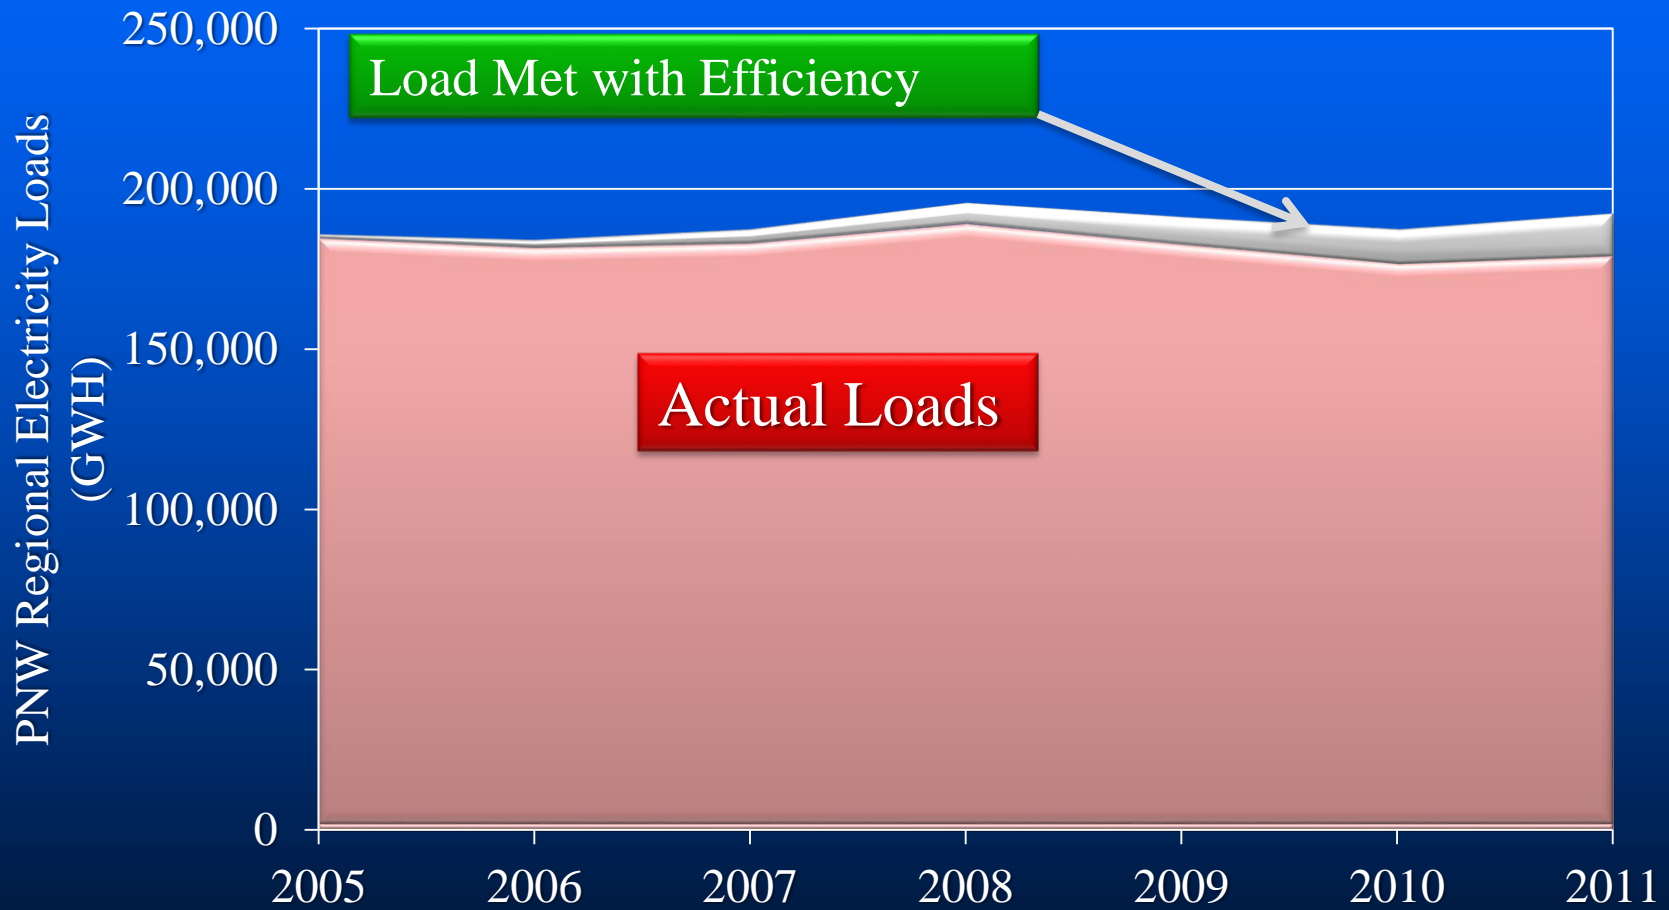 PNW Regional Electricity Loads
(GWH)
250,000
200,000
150,000
100,000
50,000
0
Load Met with Efficiency
Actual Loads
2005 2006 2007 2008 2009 2010 2011